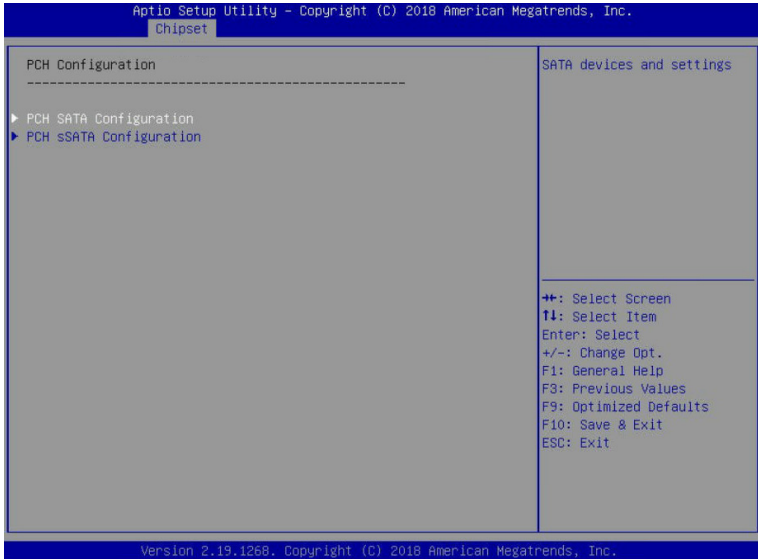 Aptio Setup Utility – Copyright (C) 2018 American Megatrends, Inc.
Chipset
PCH Configuration
--------------------------------------------------
SATA devices and settings
▶ PCH SATA Configuration
▶ PCH sSATA Configuration
→←: Select Screen
↑↓: Select Item
Enter: Select
+/-: Change Opt.
F1: General Help
F3: Previous Values
F9: Optimized Defaults
F10: Save & Exit
ESC: Exit
Version 2.19.1268. Copyright (C) 2018 American Megatrends, Inc.